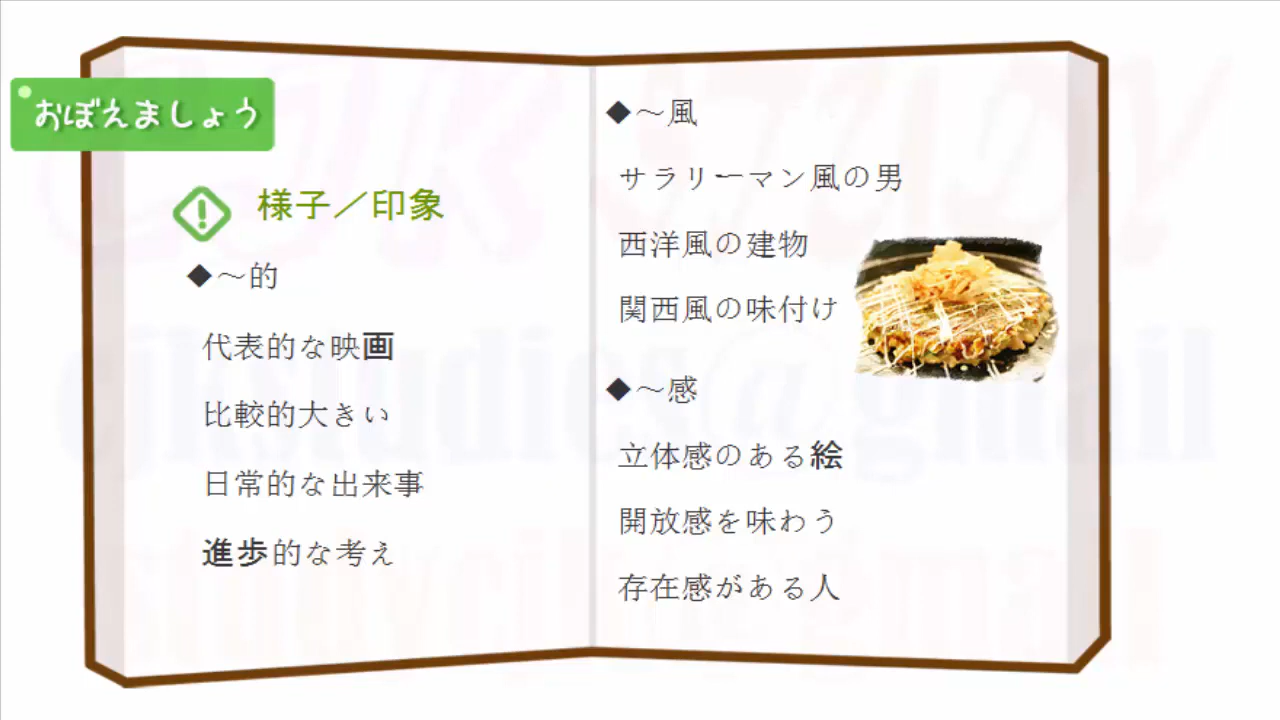 おぼえましょう
様子／印象
◆～的
代表的な映画
比較的大きい
日常的な出来事
進歩的な考え
◆～風
サラリーマン風の男
西洋風の建物
関西風の味付け
◆～感
立体感のある絵
開放感を味わう
存在感がある人